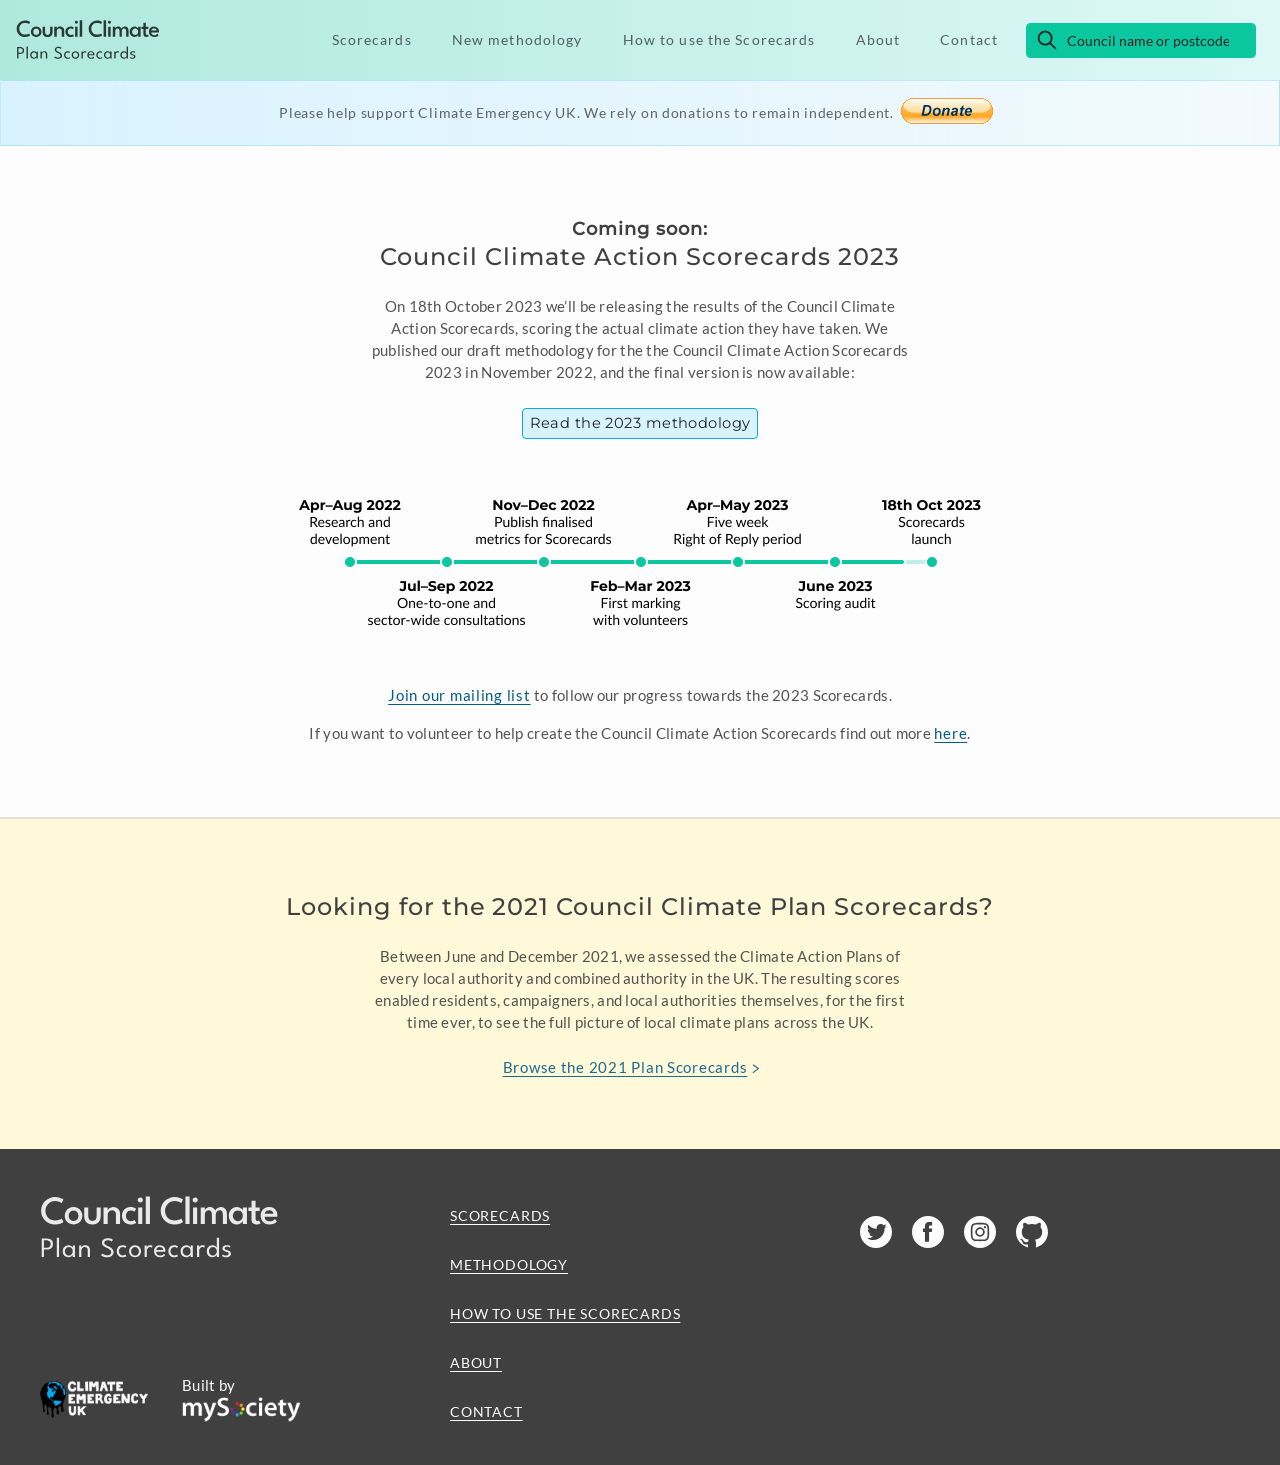 Council Climate
Plan Scorecards
Scorecards
New methodology
How to use the Scorecards
About
Contact
Council name or postcode
Please help support Climate Emergency UK. We rely on donations to remain independent.
Donate
Coming soon:
Council Climate Action Scorecards 2023
On 18th October 2023 we’ll be releasing the results of the Council Climate
Action Scorecards, scoring the actual climate action they have taken. We
published our draft methodology for the the Council Climate Action Scorecards
2023 in November 2022, and the final version is now available:
Read the 2023 methodology
Apr–Aug 2022
Research and
development
Jul–Sep 2022
One-to-one and
sector-wide consultations
Nov–Dec 2022
Publish finalised
metrics for Scorecards
Feb–Mar 2023
First marking
with volunteers
Apr–May 2023
Five week
Right of Reply period
June 2023
Scoring audit
18th Oct 2023
Scorecards
launch
Join our mailing list to follow our progress towards the 2023 Scorecards.
If you want to volunteer to help create the Council Climate Action Scorecards find out more here.
Looking for the 2021 Council Climate Plan Scorecards?
Between June and December 2021, we assessed the Climate Action Plans of
every local authority and combined authority in the UK. The resulting scores
enabled residents, campaigners, and local authorities themselves, for the first
time ever, to see the full picture of local climate plans across the UK.
Browse the 2021 Plan Scorecards >
Council Climate
Plan Scorecards
CLIMATE
EMERGENCY
UK
Built by
mySociety
SCORECARDS
METHODOLOGY
HOW TO USE THE SCORECARDS
ABOUT
CONTACT